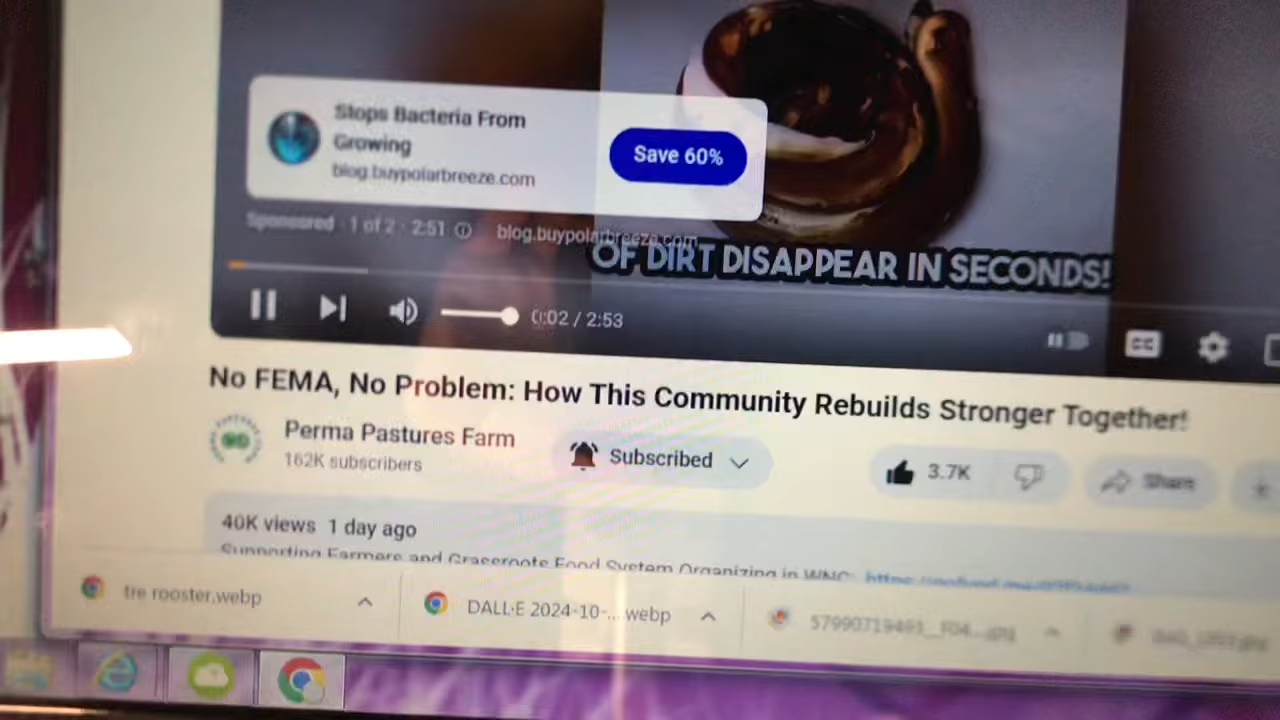 Stops Bacteria From
Growing
blog.buypolarbreeze.com
Save 60%
Sponsored · 1 of 2 · 2:51
blog.buypolarbreeze.com
OF DIRT DISAPPEAR IN SECONDS!
0:02 / 2:53
CC
No FEMA, No Problem: How This Community Rebuilds Stronger Together!
Perma Pastures Farm
162K subscribers
Subscribed
3.7K
Share
40K views 1 day ago
Supporting Farmers and Grassroots Food System Organizing in WNC:
tre rooster.webp
DALL·E 2024-10-... webp